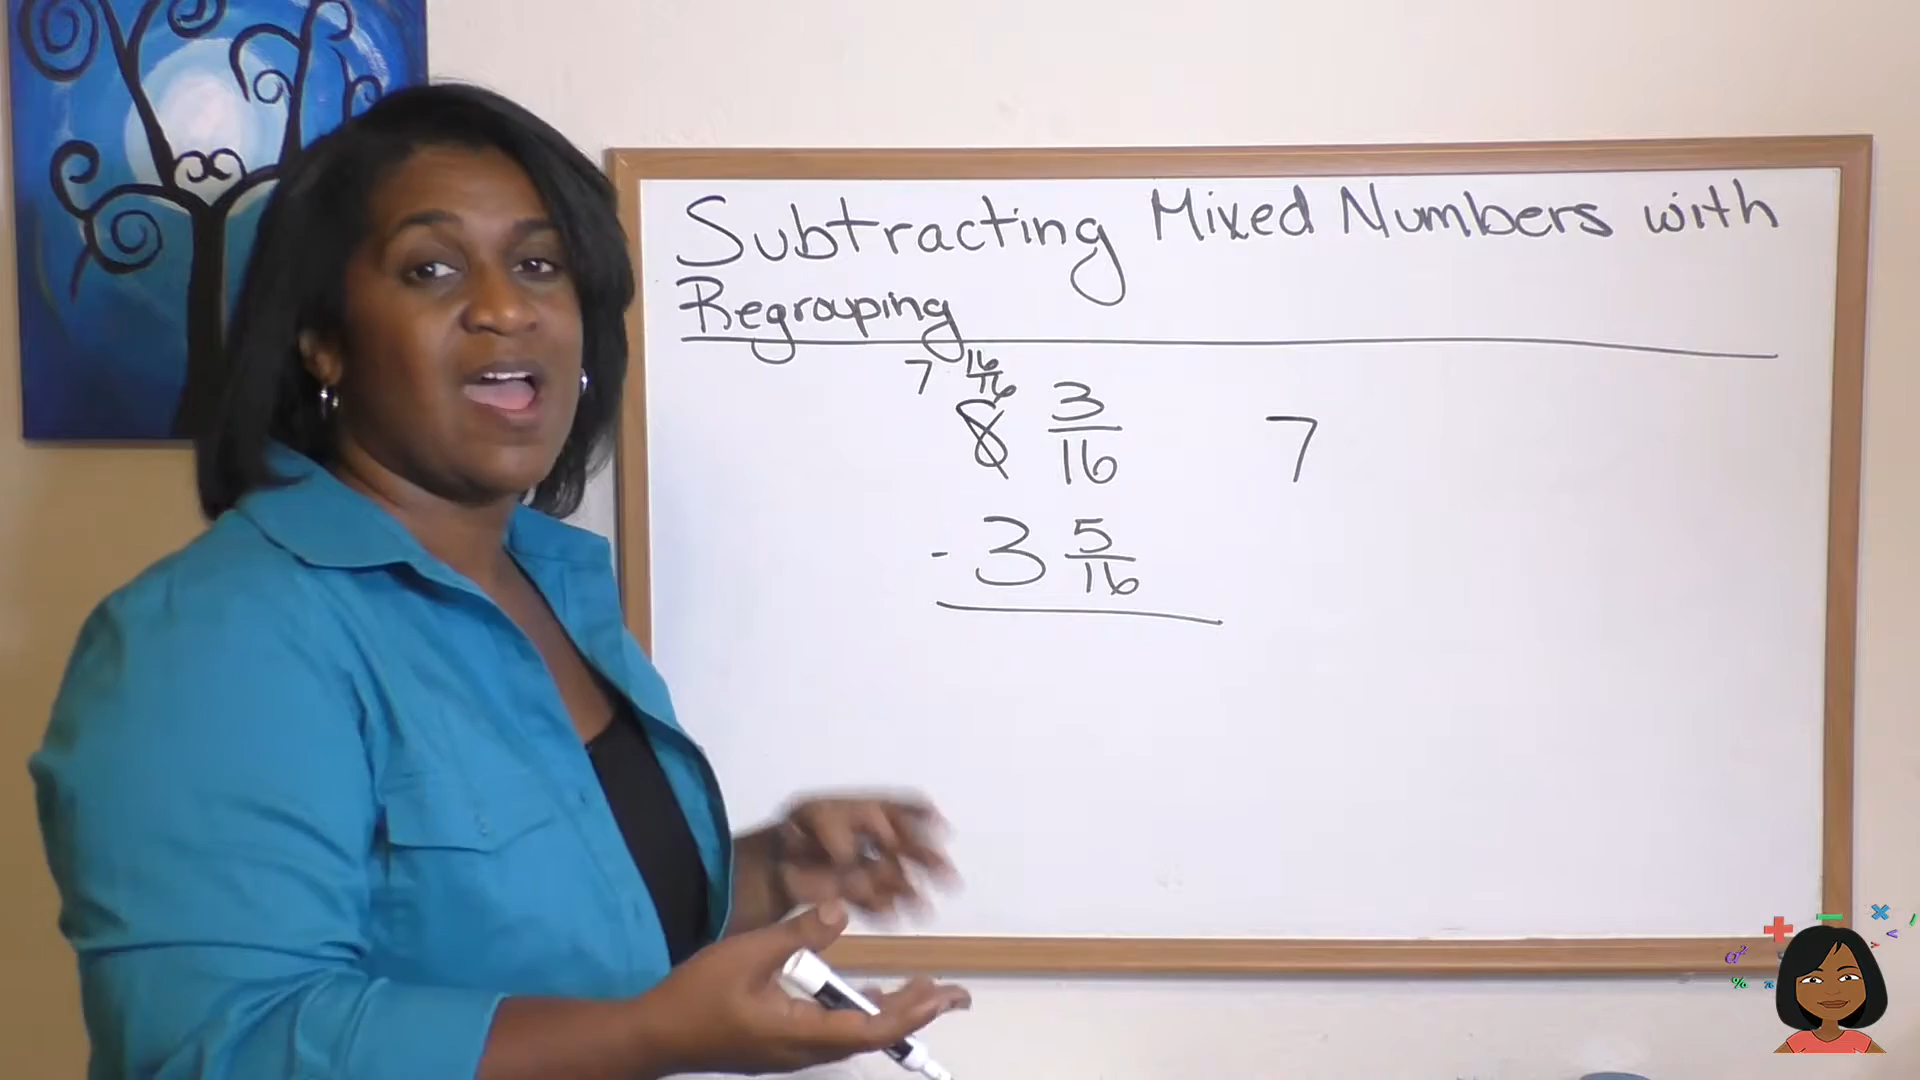 Subtracting Mixed Numbers with
Regrouping
7 16/16
8 3/16 7
- 3 5/16